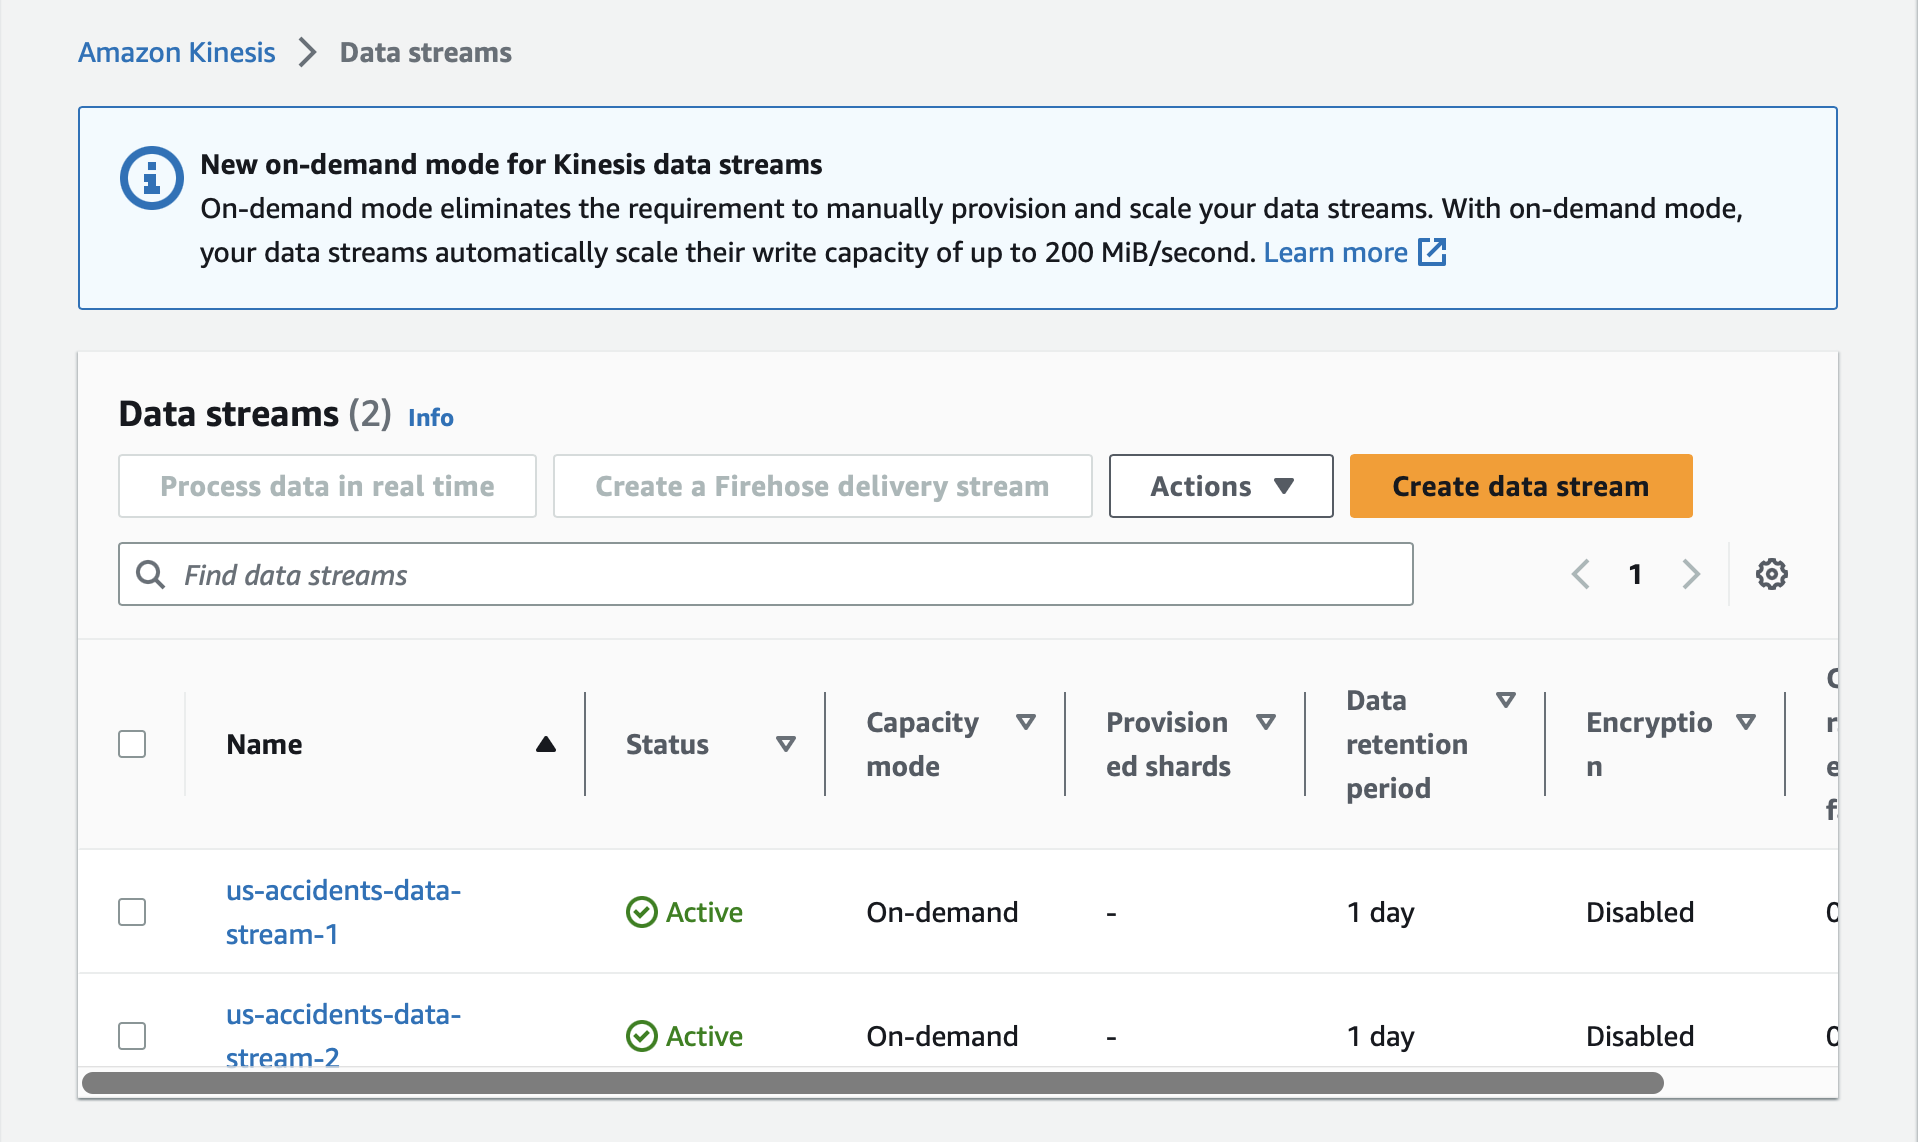 Amazon Kinesis > Data streams
New on-demand mode for Kinesis data streams
On-demand mode eliminates the requirement to manually provision and scale your data streams. With on-demand mode,
your data streams automatically scale their write capacity of up to 200 MiB/second. Learn more
Data streams (2) Info
Process data in real time Create a Firehose delivery stream Actions Create data stream
Find data streams 1
Name Status Capacity mode Provisioned shards Data retention period Encryption
us-accidents-data-
stream-1 Active On-demand - 1 day Disabled
us-accidents-data-
stream-2 Active On-demand - 1 day Disabled